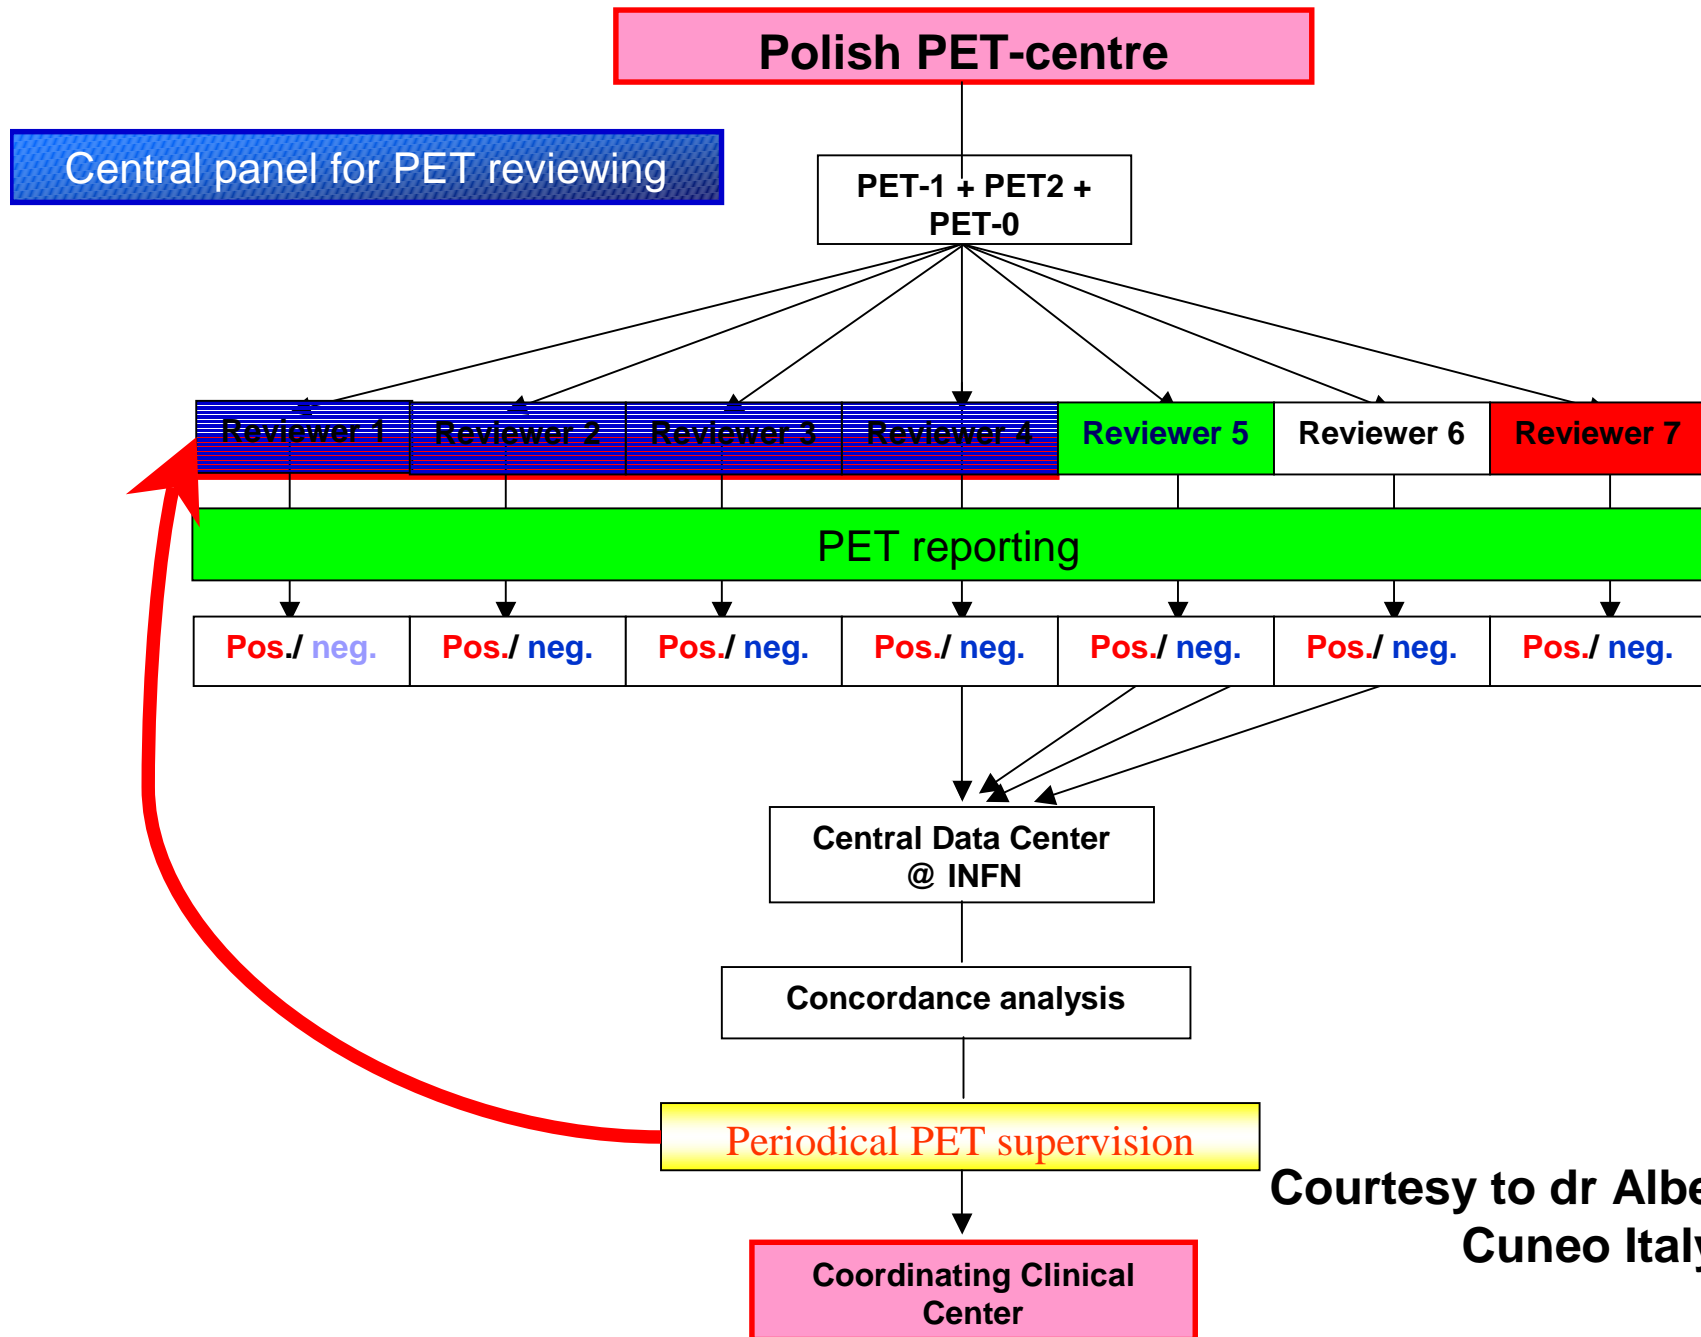 Polish PET-centre
Central panel for PET reviewing
PET-1 + PET2 +
PET-0
Reviewer 1 Reviewer 2 Reviewer 3 Reviewer 4 Reviewer 5 Reviewer 6 Reviewer 7
PET reporting
Pos./ neg. Pos./ neg. Pos./ neg. Pos./ neg. Pos./ neg. Pos./ neg. Pos./ neg.
Central Data Center
@ INFN
Concordance analysis
Periodical PET supervision
Courtesy to dr
Cuneo Italy
Coordinating Clinical
Center